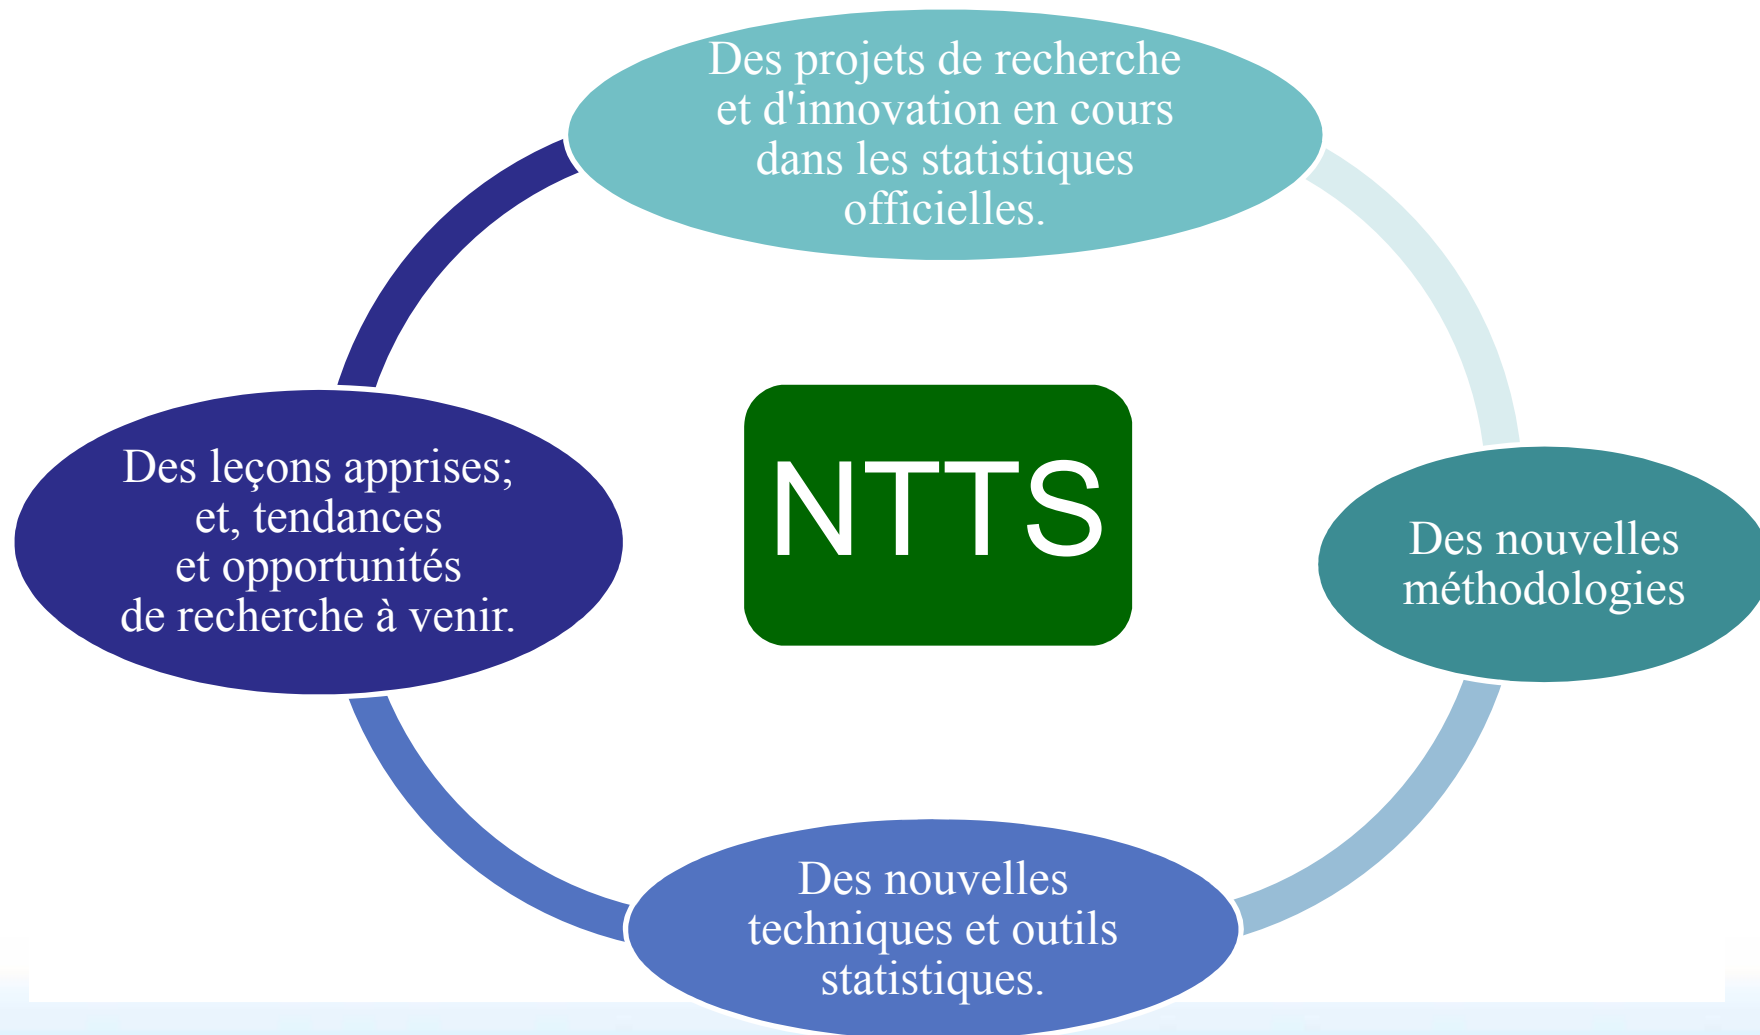 Des projets de recherche
et d'innovation en cours
dans les statistiques
officielles.
Des leçons apprises;
et, tendances
et opportunités
de recherche à venir.
NTTS
Des nouvelles
méthodologies
Des nouvelles
techniques et outils
statistiques.